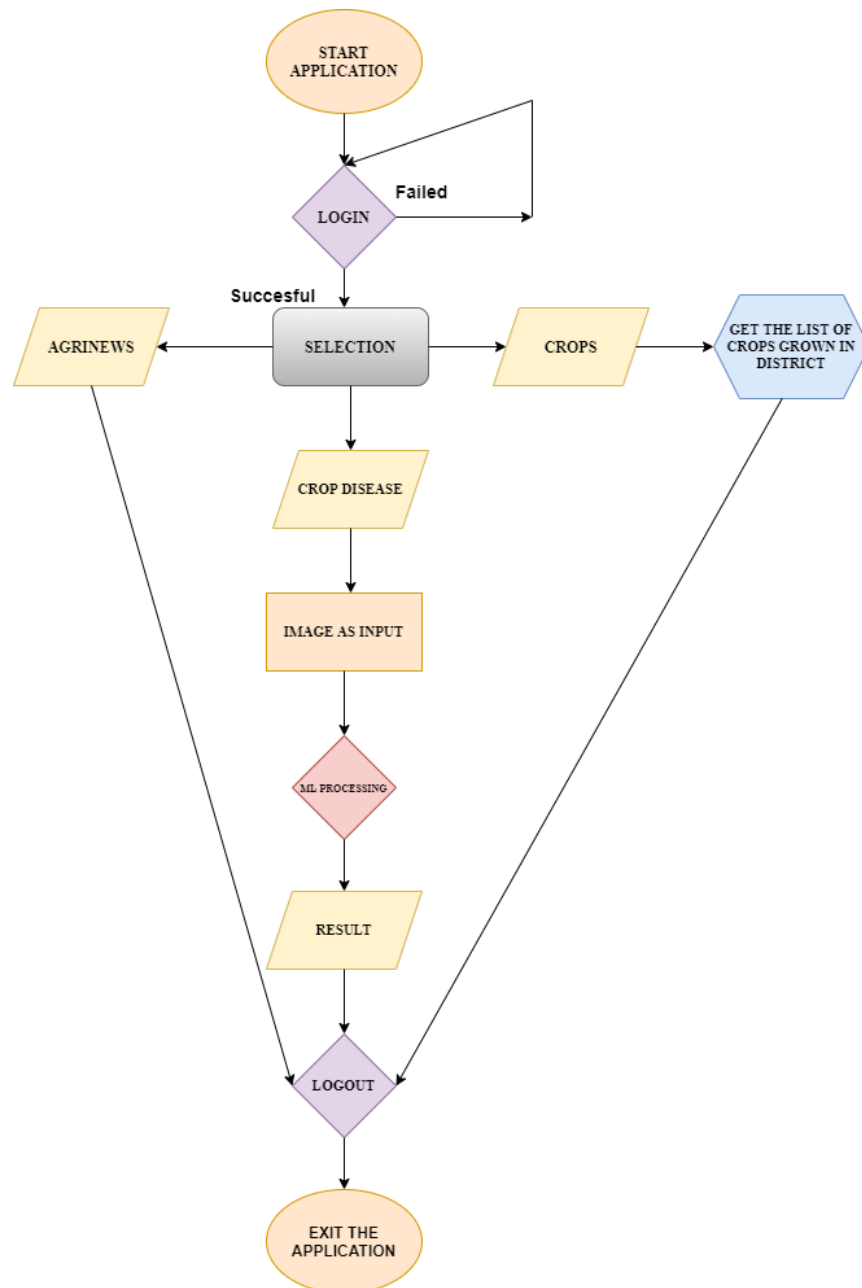 START
APPLICATION
Failed
LOGIN
Succesful
AGRINEWS
SELECTION
CROPS
GET THE LIST OF
CROPS GROWN IN
DISTRICT
CROP DISEASE
IMAGE AS INPUT
ML PROCESSING
RESULT
LOGOUT
EXIT THE
APPLICATION